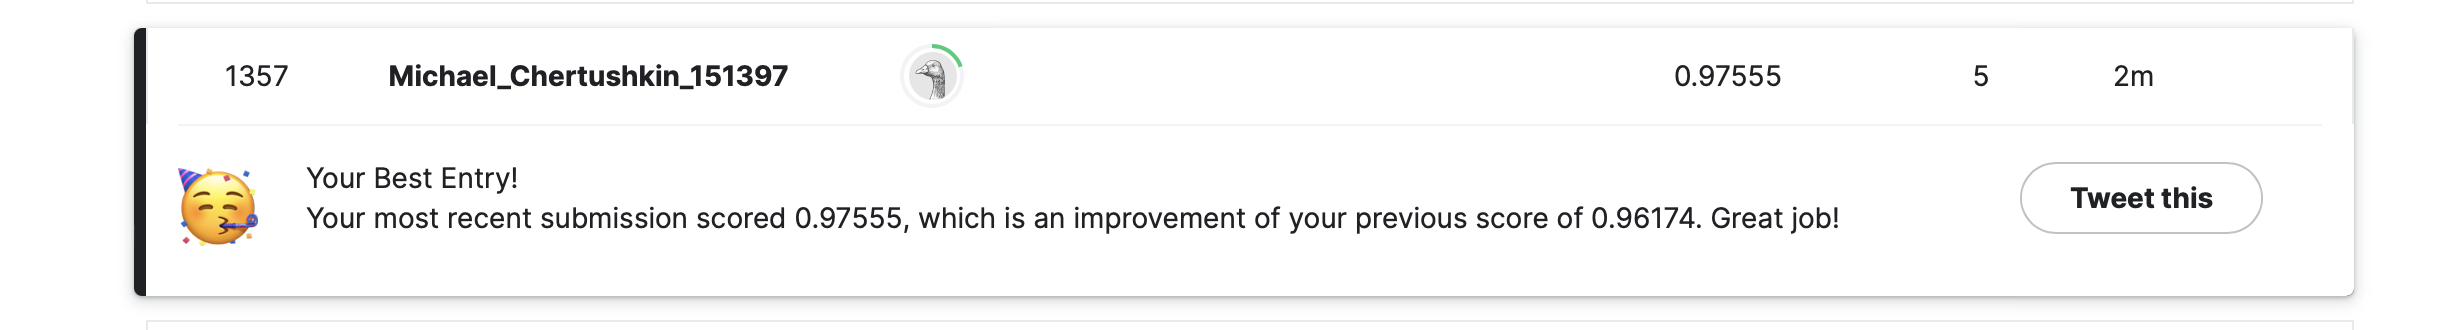 1357 Michael_Chertushkin_151397 0.97555 5 2m
Your Best Entry!
Your most recent submission scored 0.97555, which is an improvement of your previous score of 0.96174. Great job!
Tweet this